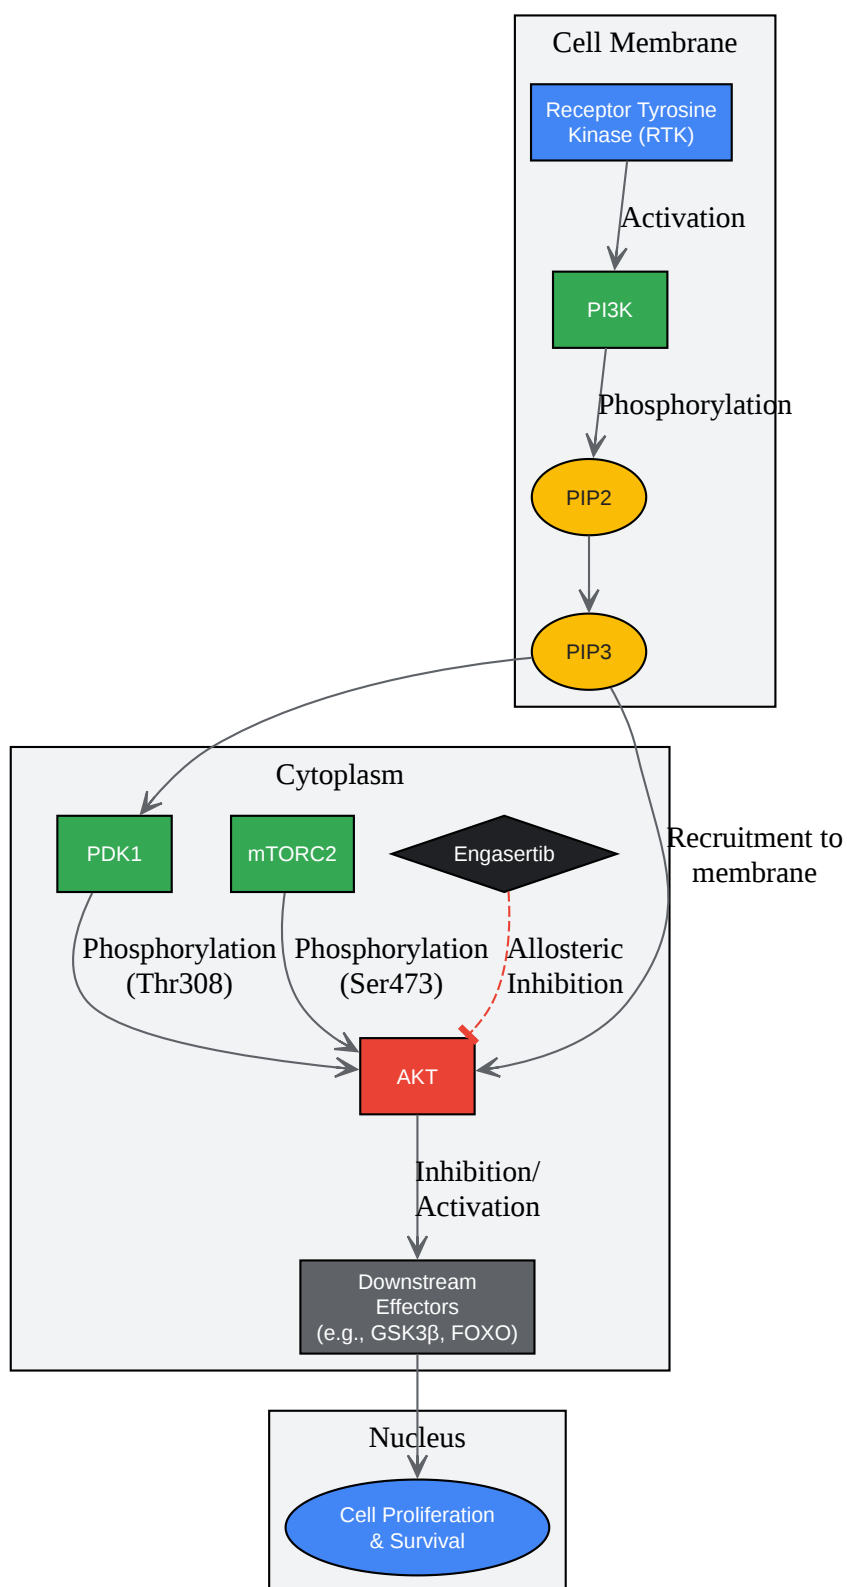 Cell Membrane
Receptor Tyrosine
Kinase (RTK)
Activation
PI3K
Phosphorylation
PIP2
PIP3
Cytoplasm
Recruitment to
membrane
PDK1
mTORC2
Engasertib
Phosphorylation
(Thr308)
Phosphorylation
(Ser473)
Allosteric
Inhibition
AKT
Inhibition/
Activation
Downstream
Effectors
(e.g., GSK3β, FOXO)
Nucleus
Cell Proliferation
& Survival